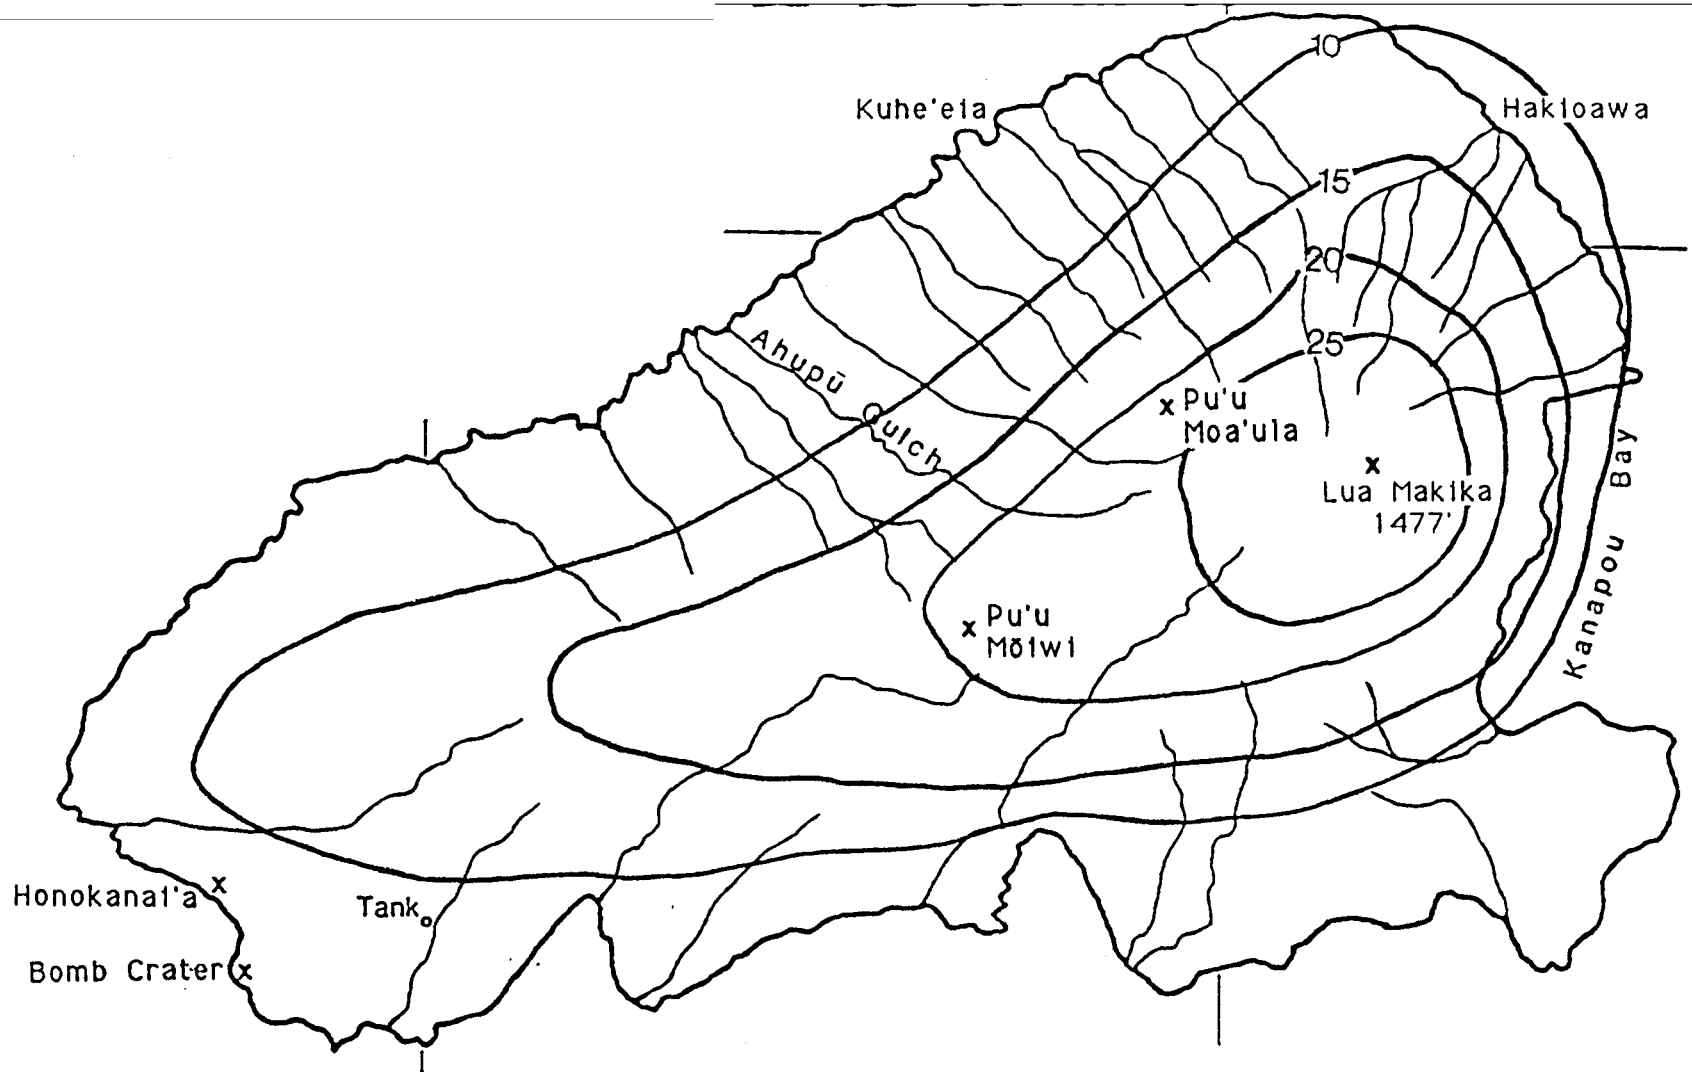 10
Kuhe'eia
Hakioawa
15
20
Ahupū Gulch
25
Pu'u
Moa'ula
Lua Makika
1477'
Kanapou Bay
Pu'u
Mōiwi
Honokanai'a
Tank
Bomb Crater